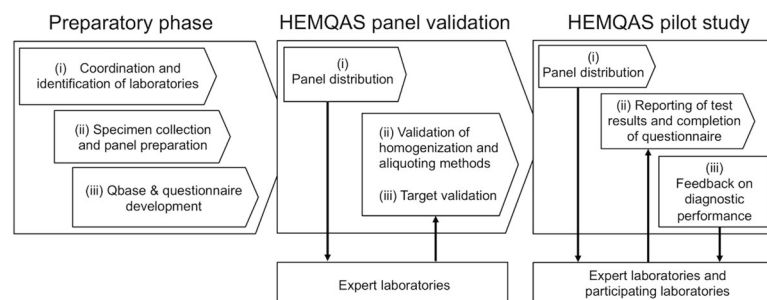 Preparatory phase
(i) Coordination and
identification of laboratories
(ii) Specimen collection
and panel preparation
(iii) Qbase & questionnaire
development
HEMQAS panel validation
(i)
Panel distribution
(ii) Validation of
homogenization and
aliquoting methods
(iii) Target validation
Expert laboratories
HEMQAS pilot study
(i)
Panel distribution
(ii) Reporting of test
results and completion
of questionnaire
(iii)
Feedback on
diagnostic
performance
Expert laboratories and
participating laboratories